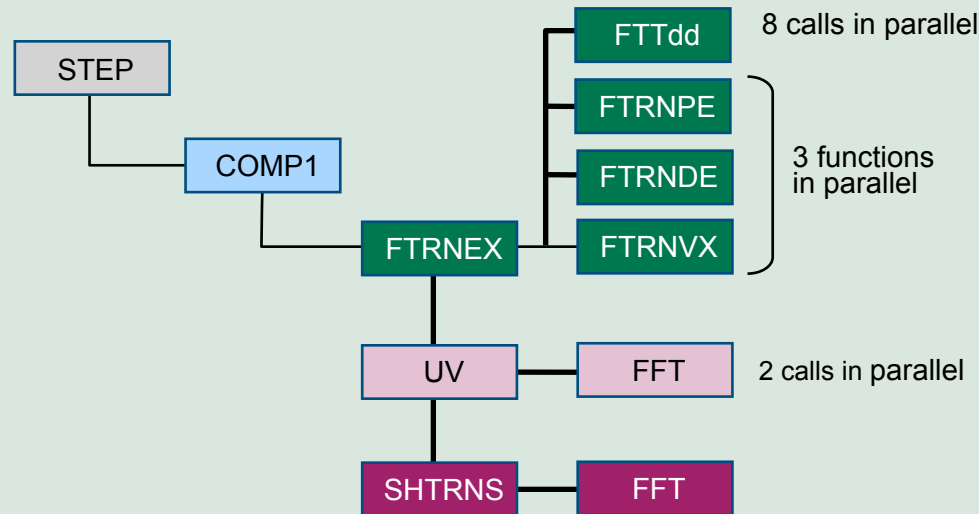 FTTdd
8 calls in parallel
STEP
FTRNPE
COMP1
3 functions
in parallel
FTRNDE
FTRNEX
FTRNVX
UV
FFT
2 calls in parallel
SHTRNS
FFT